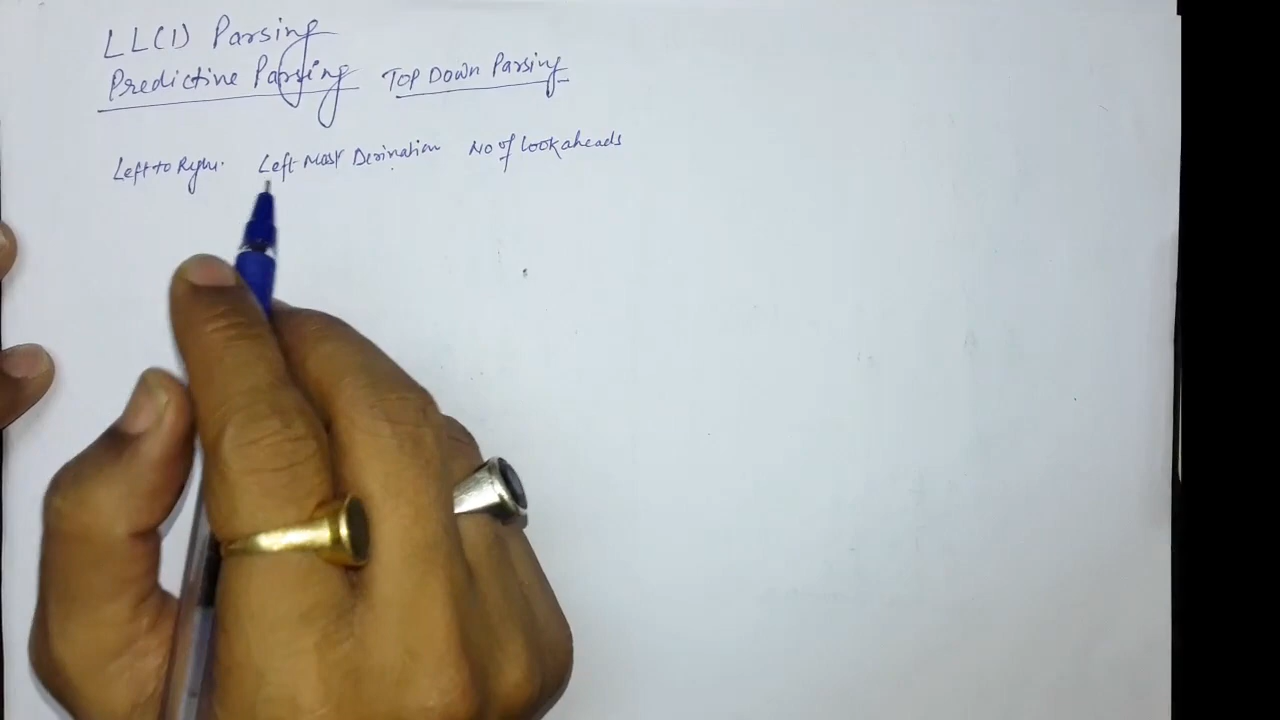 LL(1) Parsing
Predictive Parsing TOP DOWN Parsing
Left to Right. Left Most Derivation No of lookaheads